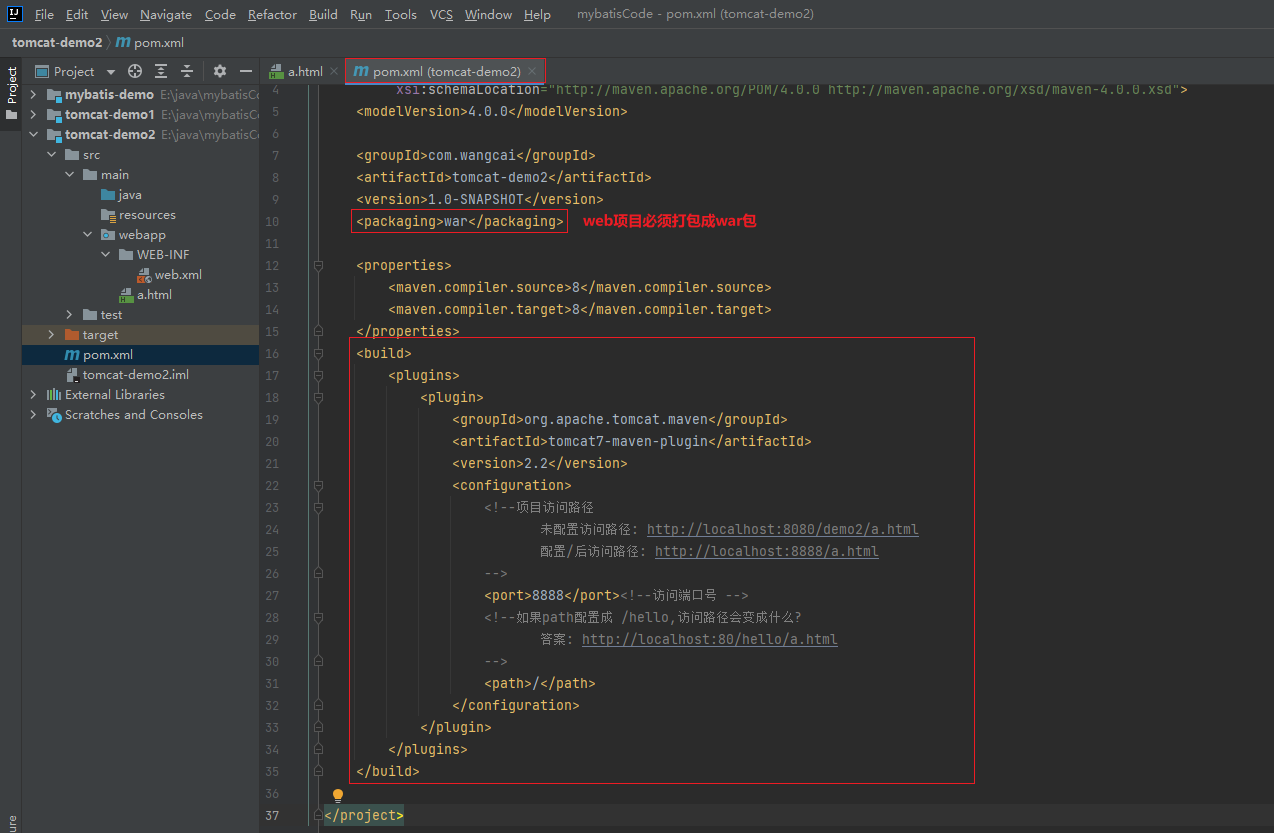 File Edit View Navigate Code Refactor Build Run Tools VCS Window Help mybatisCode - pom.xml (tomcat-demo2)
tomcat-demo2 pom.xml
Project
Project
a.html
pom.xml (tomcat-demo2)
mybatis-demo E:\java\mybatisCo
tomcat-demo1 E:\java\mybatisCo
tomcat-demo2 E:\java\mybatisCo
src
main
java
resources
webapp
WEB-INF
web.xml
a.html
test
target
pom.xml
tomcat-demo2.iml
External Libraries
Scratches and Consoles
4 xsi:schemaLocation="http://maven.apache.org/POM/4.0.0 http://maven.apache.org/xsd/maven-4.0.0.xsd">
5 <modelVersion>4.0.0</modelVersion>
6
7 <groupId>com.wangcai</groupId>
8 <artifactId>tomcat-demo2</artifactId>
9 <version>1.0-SNAPSHOT</version>
10 <packaging>war</packaging> web项目必须打包成war包
11
12 <properties>
13 <maven.compiler.source>8</maven.compiler.source>
14 <maven.compiler.target>8</maven.compiler.target>
15 </properties>
16 <build>
17 <plugins>
18 <plugin>
19 <groupId>org.apache.tomcat.maven</groupId>
20 <artifactId>tomcat7-maven-plugin</artifactId>
21 <version>2.2</version>
22 <configuration>
23 <!--项目访问路径
24 未配置访问路径: http://localhost:8080/demo2/a.html
25 配置/后访问路径: http://localhost:8888/a.html
26 -->
27 <port>8888</port><!--访问端口号 -->
28 <!--如果path配置成 /hello,访问路径会变成什么?
29 答案: http://localhost:80/hello/a.html
30 -->
31 <path>/</path>
32 </configuration>
33 </plugin>
34 </plugins>
35 </build>
36
37 </project>